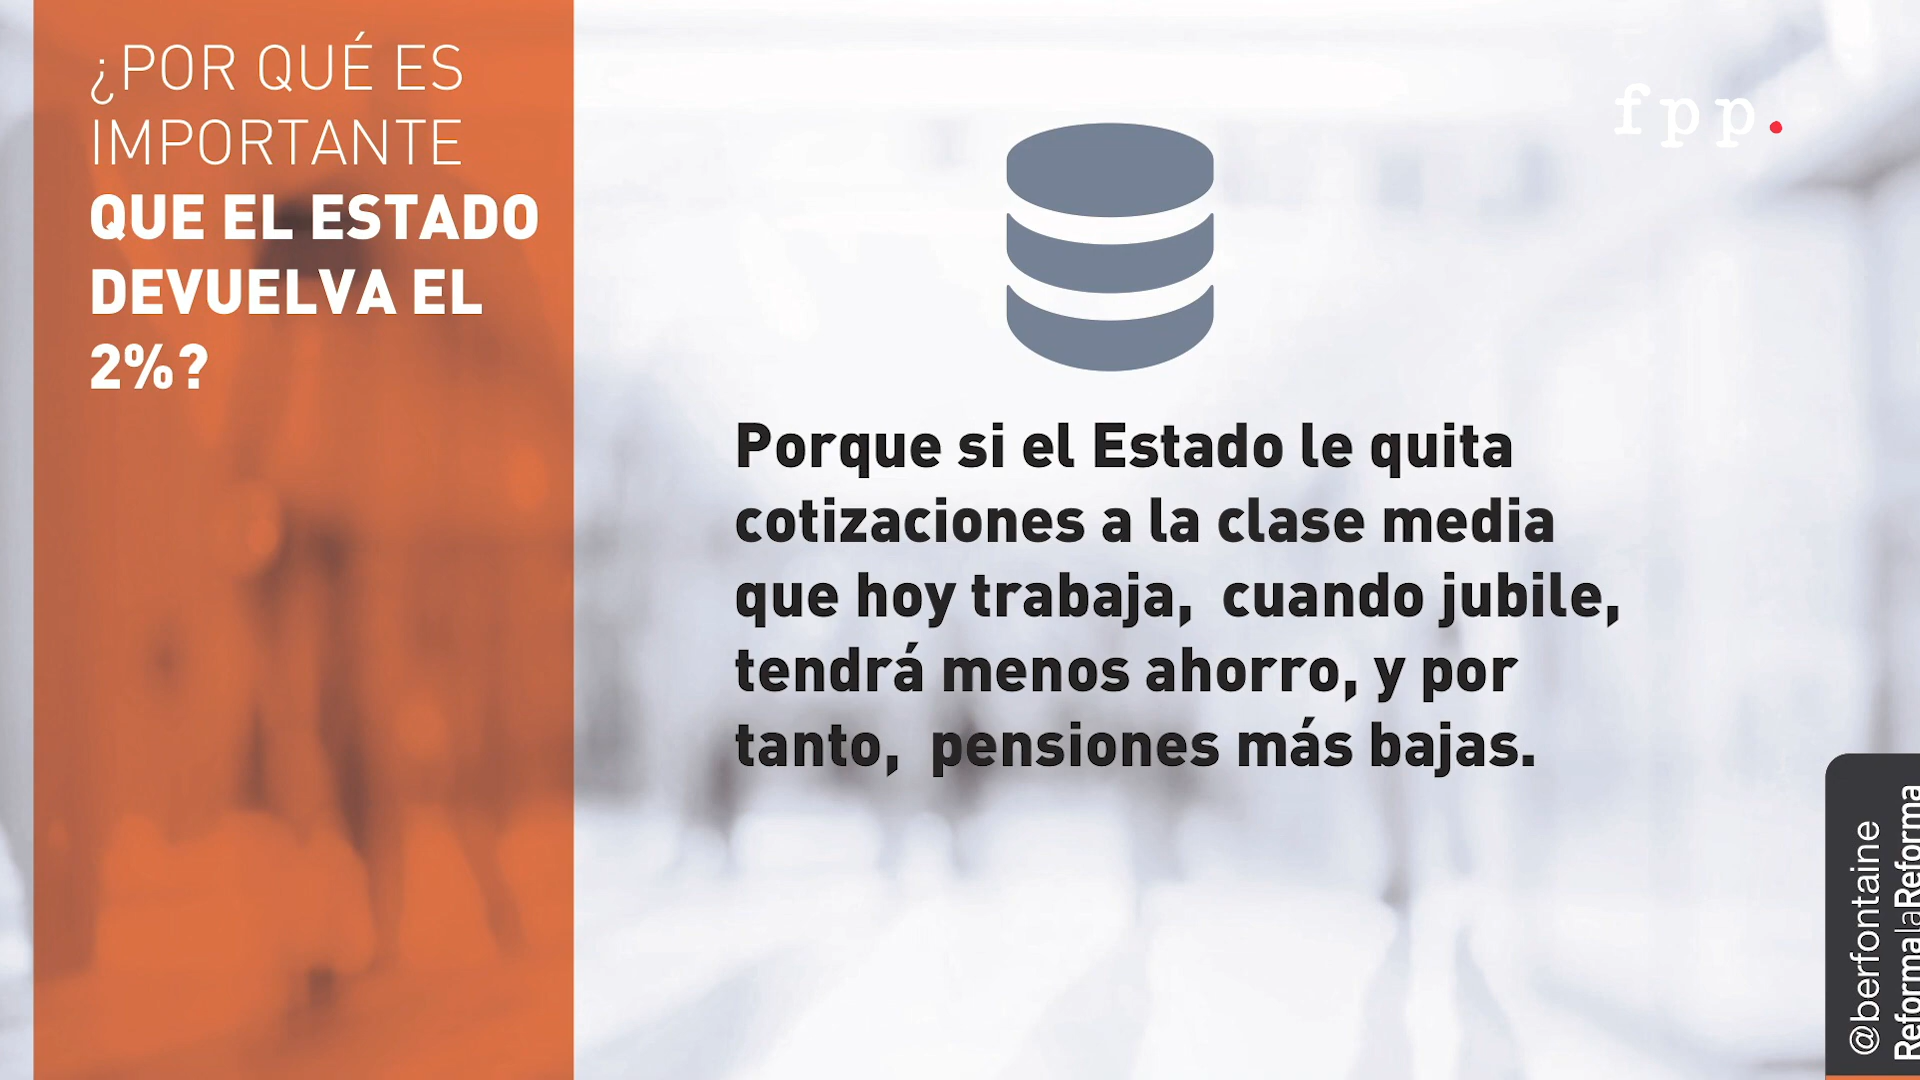 ¿POR QUÉ ES
IMPORTANTE
QUE EL ESTADO
DEVUELVA EL
2%?
fpp.
Porque si el Estado le quita
cotizaciones a la clase media
que hoy trabaja,  cuando jubile,
tendrá menos ahorro, y por
tanto,  pensiones más bajas.
@berfontaine
ReformalaReforma